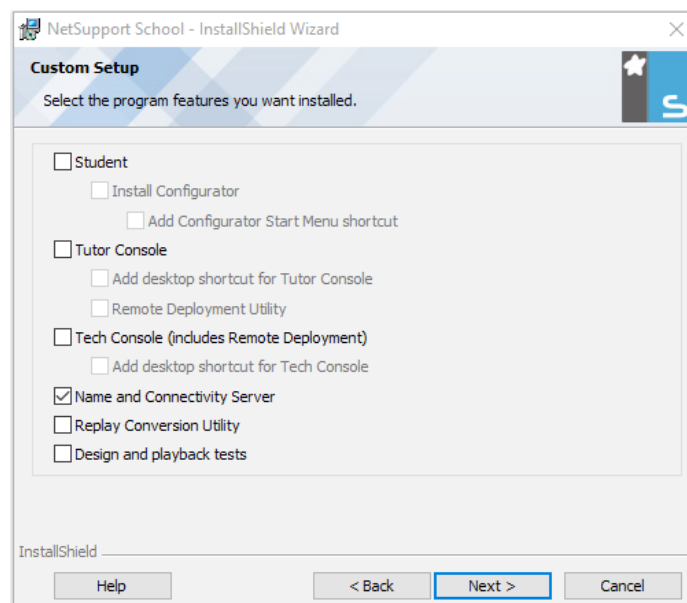 NetSupport School - InstallShield Wizard
Custom Setup
Select the program features you want installed.
S
Student
Install Configurator
Add Configurator Start Menu shortcut
Tutor Console
Add desktop shortcut for Tutor Console
Remote Deployment Utility
Tech Console (includes Remote Deployment)
Add desktop shortcut for Tech Console
Name and Connectivity Server
Replay Conversion Utility
Design and playback tests
InstallShield
Help < Back Next > Cancel